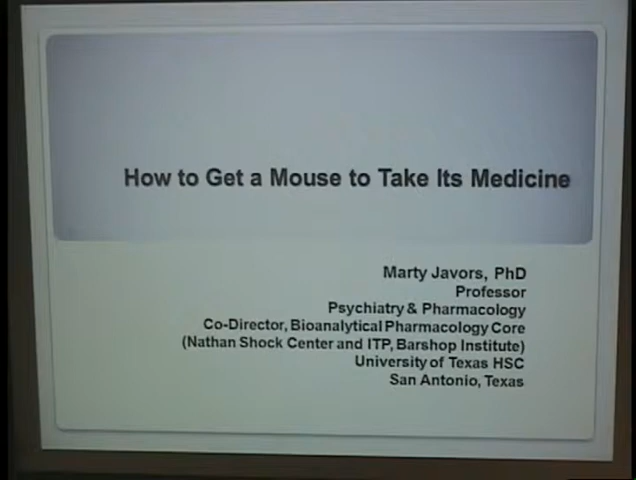 How to Get a Mouse to Take Its Medicine
Marty Javors, PhD
Professor
Psychiatry & Pharmacology
Co-Director, Bioanalytical Pharmacology Core
(Nathan Shock Center and ITP, Barshop Institute)
University of Texas HSC
San Antonio, Texas